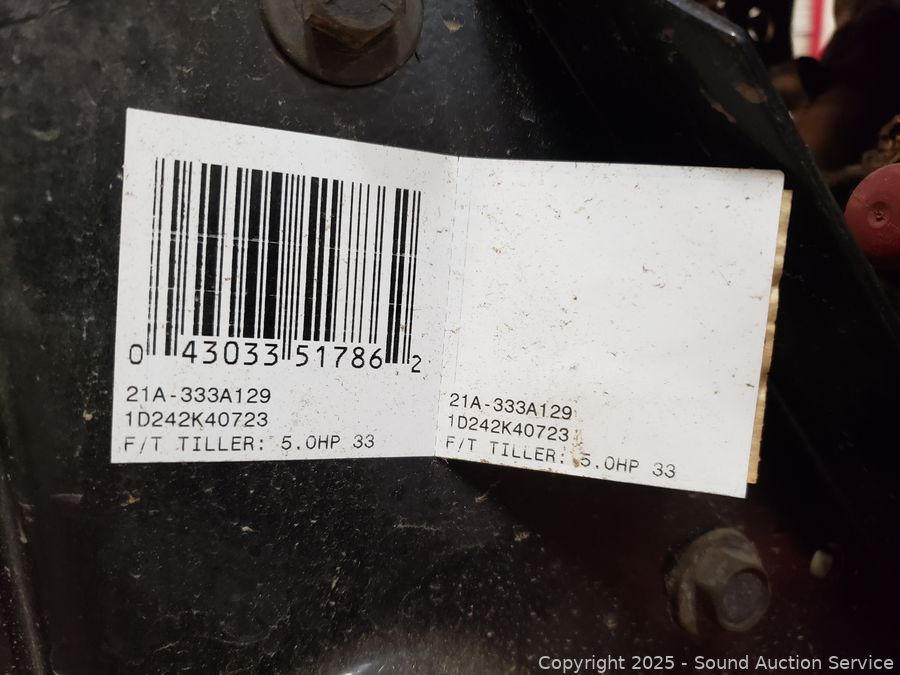 0 43033 51786 2
21A-333A129
1D242K40723
F/T TILLER: 5.0HP 33
21A-333A129
1D242K40723
F/T TILLER: 5.0HP 33
Copyright 2025 - Sound Auction Service